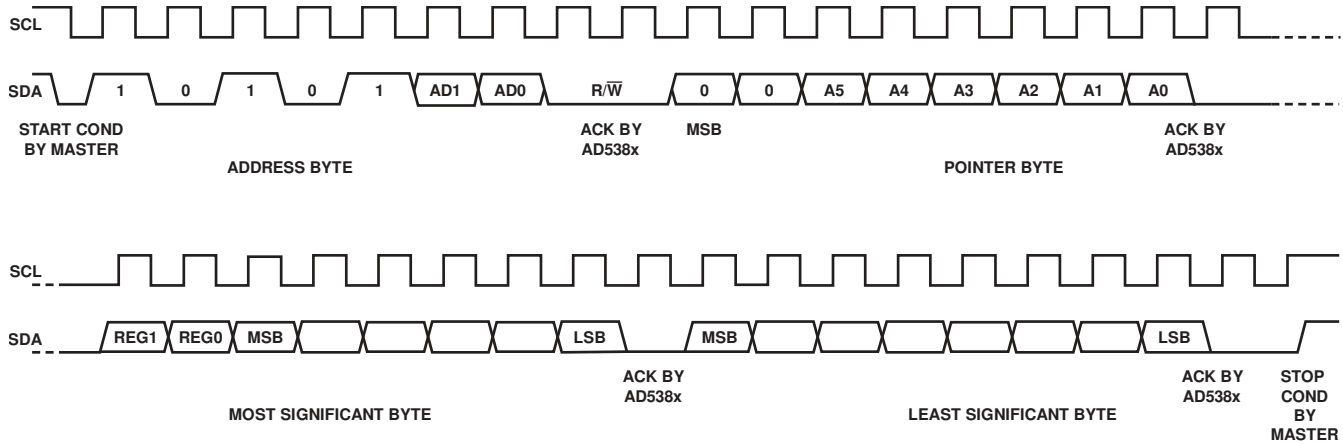 SCL
SDA 1 0 1 0 1 AD1 AD0 R/W̅ 0 0 A5 A4 A3 A2 A1 A0
START COND
BY MASTER
ACK BY
AD538x
MSB
ACK BY
AD538x
ADDRESS BYTE
POINTER BYTE
SCL
SDA REG1 REG0 MSB LSB MSB LSB
ACK BY
AD538x
ACK BY
AD538x
STOP
COND
BY
MASTER
MOST SIGNIFICANT BYTE
LEAST SIGNIFICANT BYTE